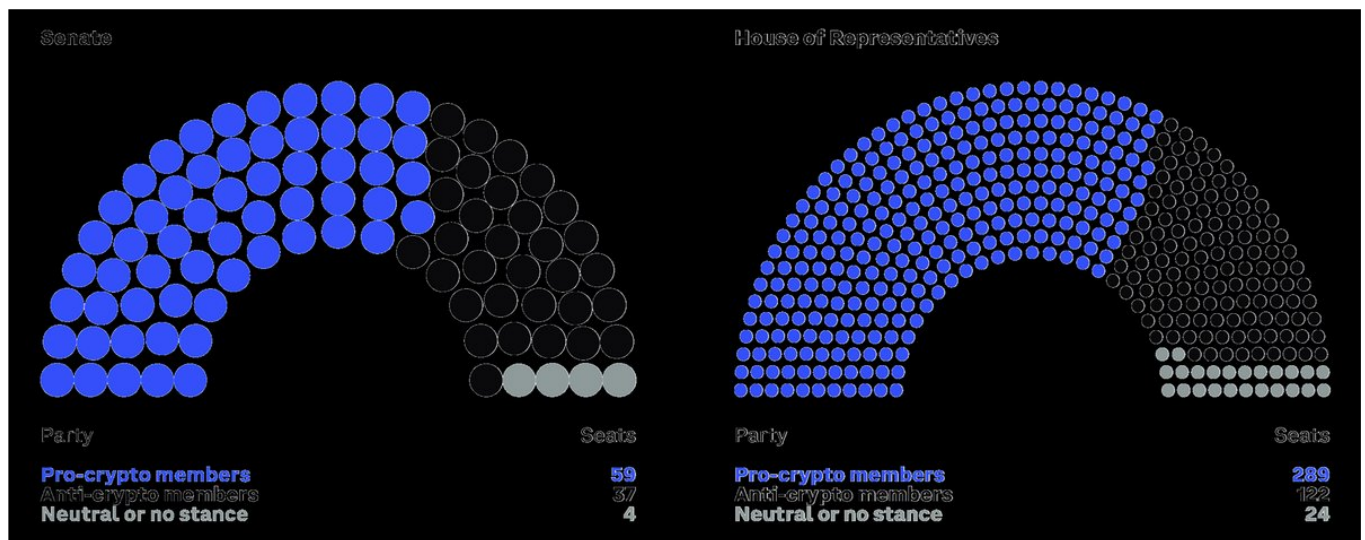 Senate
Party Seats
Pro-crypto members 59
Anti-crypto members 37
Neutral or no stance 4
House of Representatives
Party Seats
Pro-crypto members 289
Anti-crypto members 122
Neutral or no stance 24